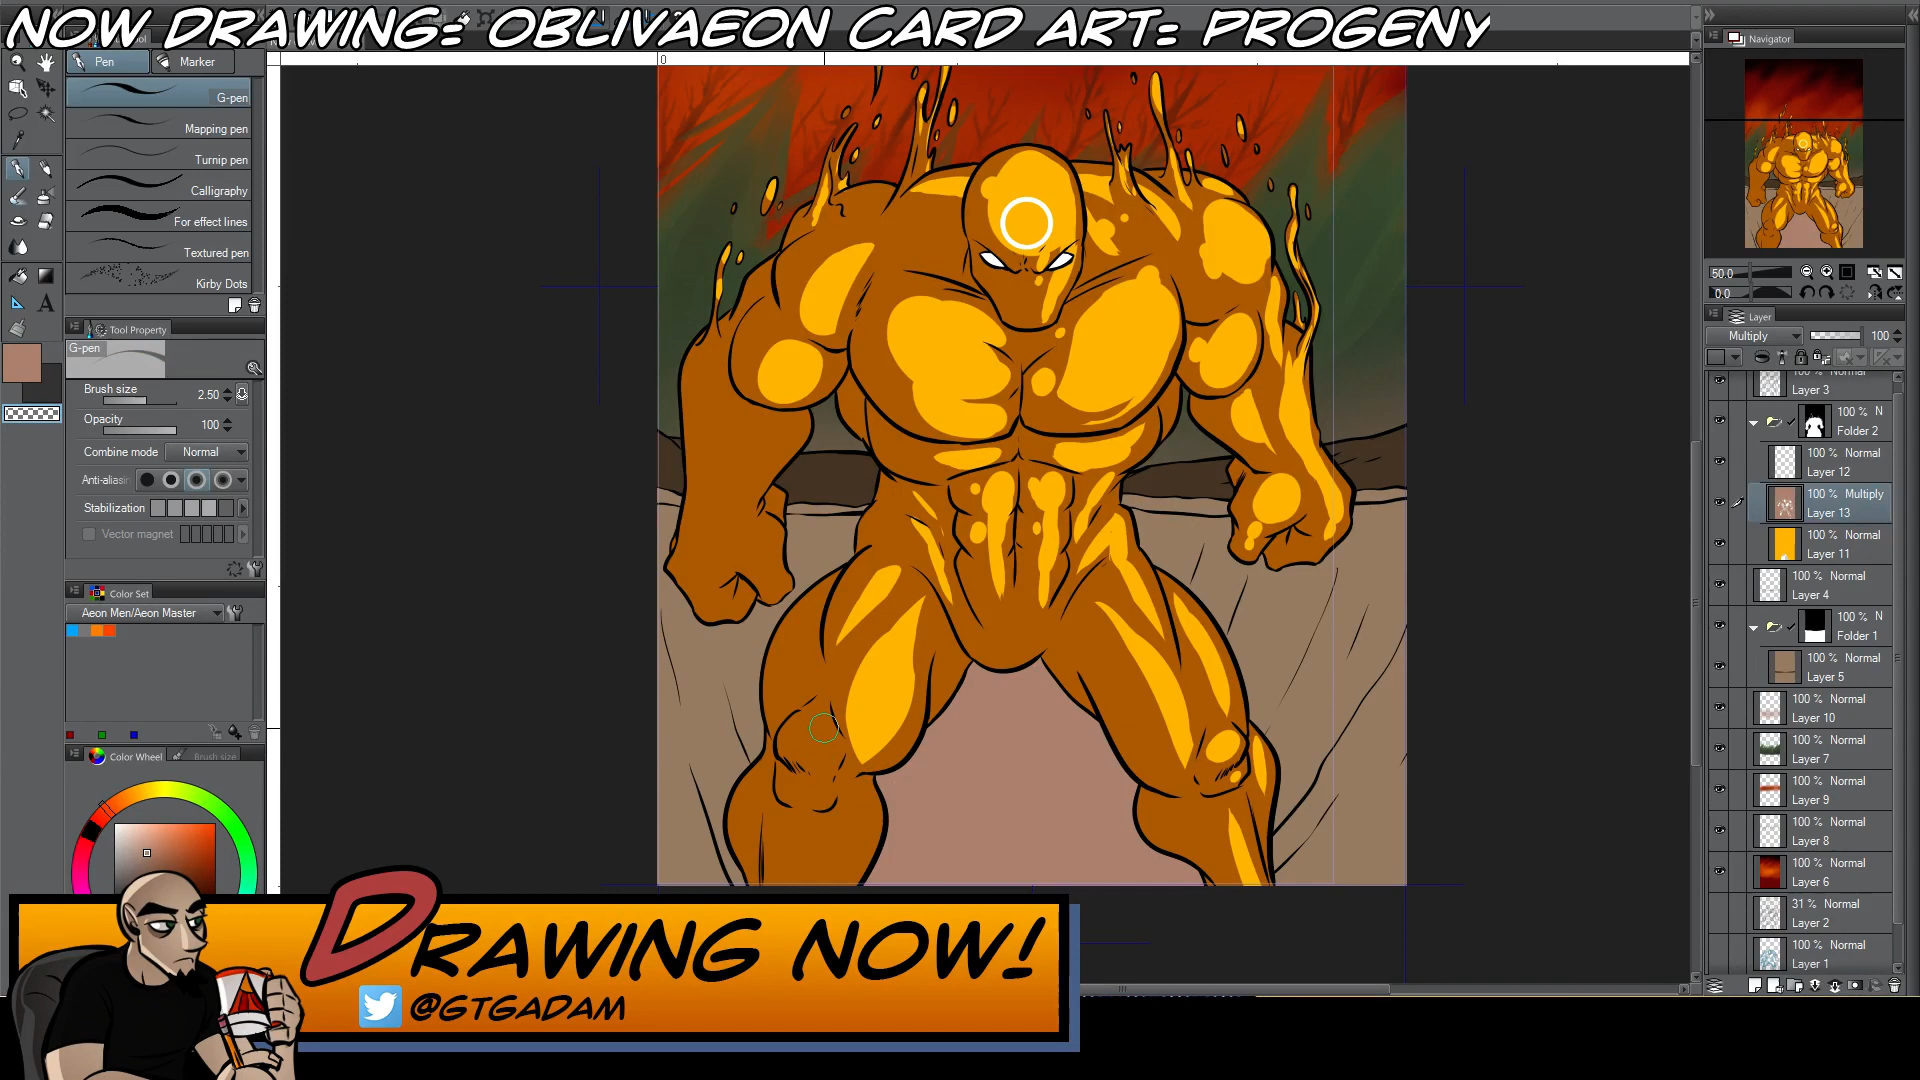 NOW DRAWING: OBLIVAEON CARD ART: PROGENY
Pen
Marker
G-pen
Mapping pen
Turnip pen
Calligraphy
For effect lines
Textured pen
Kirby Dots
Tool Property
G-pen
Brush size 2.50
Opacity 100
Combine mode Normal
Anti-aliasin
Stabilization
Vector magnet
Color Set
Aeon Men/Aeon Master
Color Wheel
Brush size
0
Navigator
50.0
0.0
Layer
Multiply 100
Layer 3
100 % N
Folder 2
100 % Normal
Layer 12
100 % Multiply
Layer 13
100 % Normal
Layer 11
100 % Normal
Layer 4
100 % N
Folder 1
100 % Normal
Layer 5
100 % Normal
Layer 10
100 % Normal
Layer 7
100 % Normal
Layer 9
100 % Normal
Layer 8
100 % Normal
Layer 6
31 % Normal
Layer 2
100 % Normal
Layer 1
DRAWING NOW!
@GTGADAM